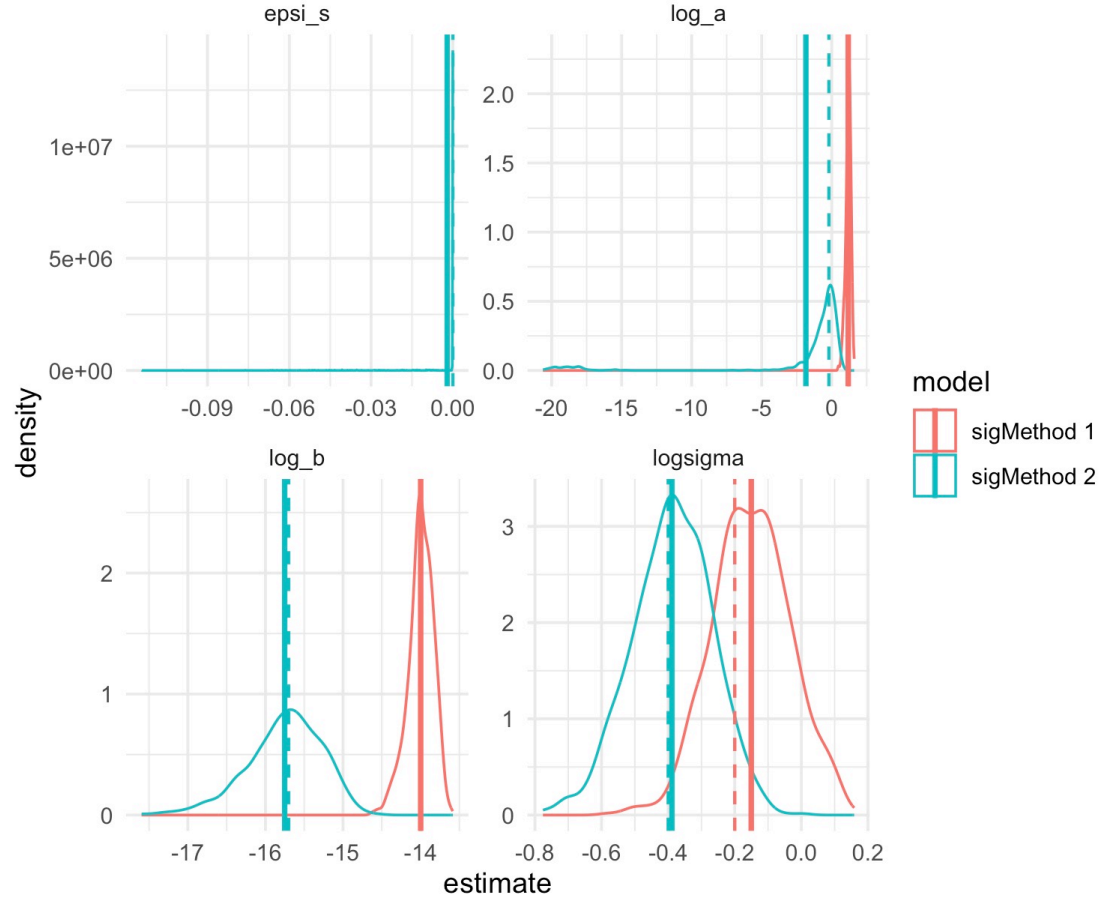 epsi_s
log_a
1e+07
5e+06
0e+00
2.0
1.5
1.0
0.5
0.0
-0.09 -0.06 -0.03 0.00
-20 -15 -10 -5 0
density
log_b
logsigma
2
1
0
3
2
1
0
-17 -16 -15 -14
-0.8 -0.6 -0.4 -0.2 0.0 0.2
estimate
model
sigMethod 1
sigMethod 2